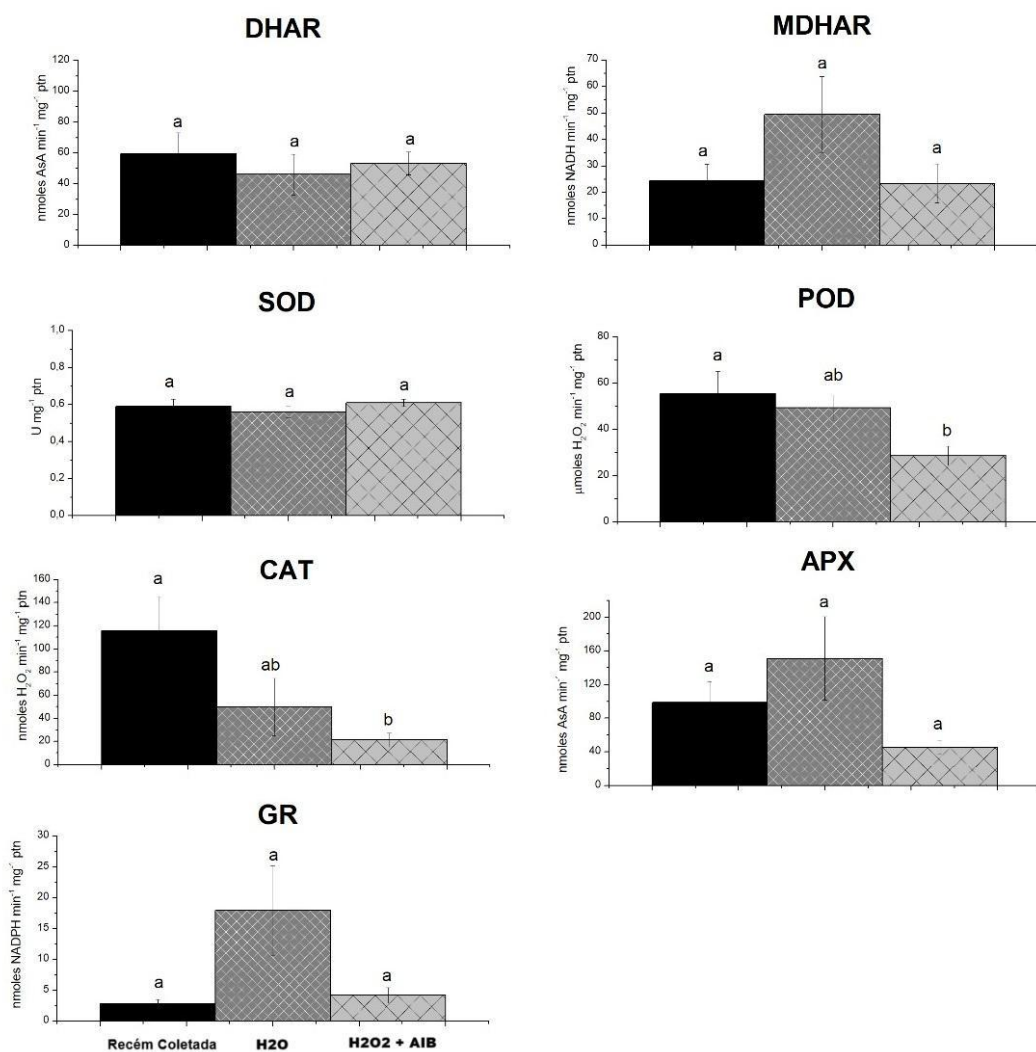 DHAR
nmoles AsA min⁻¹ mg⁻¹ ptn
120
100
80
60
40
20
0
a
a
a
MDHAR
nmoles NADH min⁻¹ mg⁻¹ ptn
70
60
50
40
30
20
10
0
a
a
a
SOD
U mg⁻¹ ptn
1,0
0,8
0,6
0,4
0,2
0,0
a
a
a
POD
µmoles H₂O₂ min⁻¹ mg⁻¹ ptn
80
60
40
20
0
a
ab
b
CAT
nmoles H₂O₂ min⁻¹ mg⁻¹ ptn
160
140
120
100
80
60
40
20
0
a
ab
b
APX
nmoles AsA min⁻¹ mg⁻¹ ptn
200
160
120
80
40
0
a
a
a
GR
nmoles NADPH min⁻¹ mg⁻¹ ptn
30
25
20
15
10
5
0
a
a
a
Recém Coletada H2O H2O2 + AIB